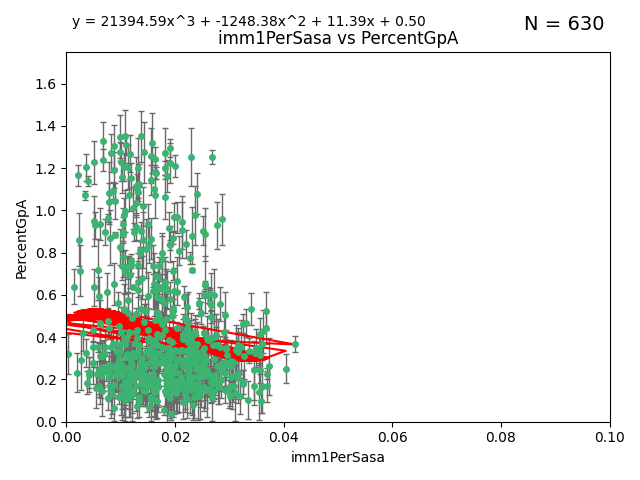 y = 21394.59x^3 + -1248.38x^2 + 11.39x + 0.50
N = 630
imm1PerSasa vs PercentGpA
1.6
1.4
1.2
1.0
0.8
0.6
0.4
0.2
0.0
PercentGpA
0.00 0.02 0.04 0.06 0.08 0.10
imm1PerSasa